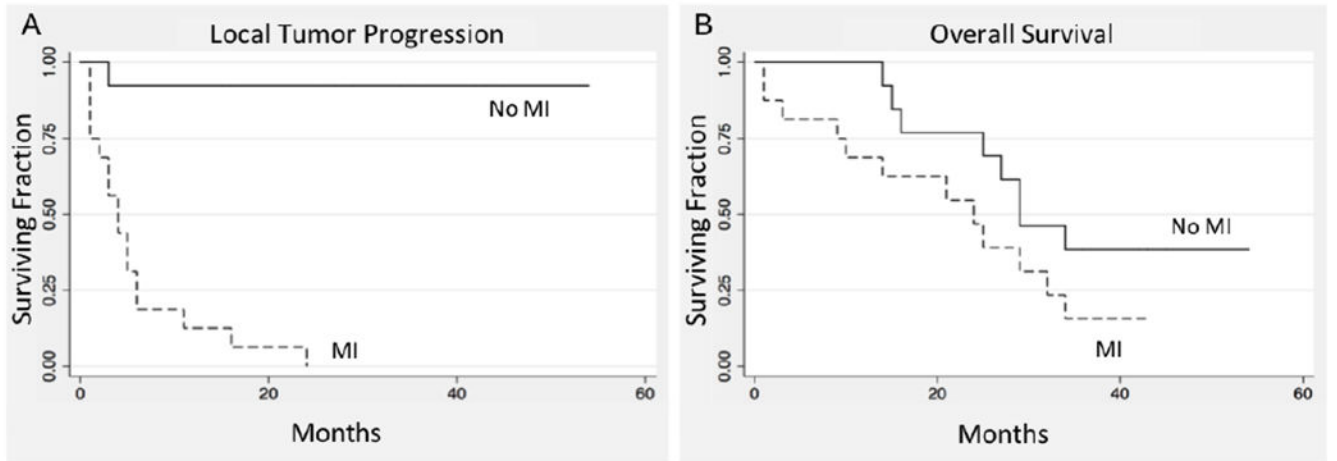 A
Local Tumor Progression
Surviving Fraction
1.00
0.75
0.50
0.25
0.00
No MI
MI
0 20 40 60
Months
B
Overall Survival
Surviving Fraction
1.00
0.75
0.50
0.25
0.00
No MI
MI
0 20 40 60
Months